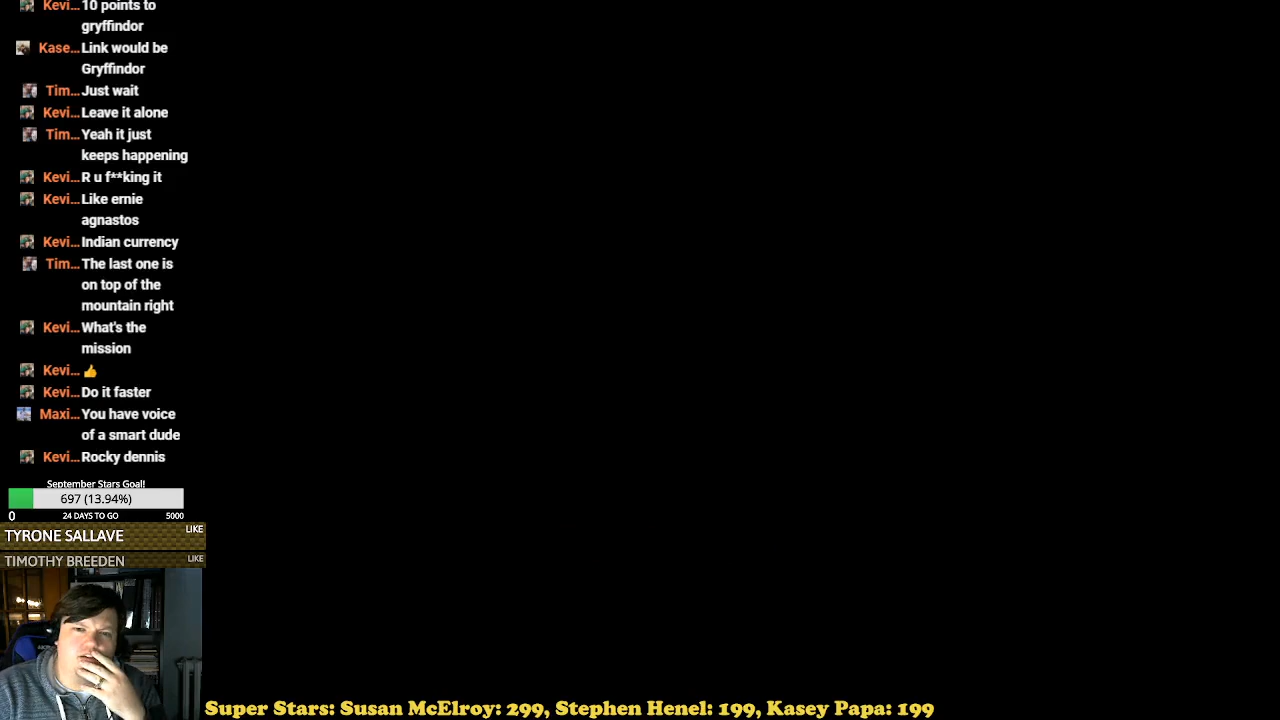 Kevi... 10 points to
gryffindor
Kase... Link would be
Gryffindor
Tim... Just wait
Kevi... Leave it alone
Tim... Yeah it just
keeps happening
Kevi... R u f**king it
Kevi... Like ernie
agnastos
Kevi... Indian currency
Tim... The last one is
on top of the
mountain right
Kevi... What's the
mission
Kevi... 👍
Kevi... Do it faster
Maxi... You have voice
of a smart dude
Kevi... Rocky dennis
September Stars Goal!
697 (13.94%)
0 24 DAYS TO GO 5000
TYRONE SALLAVE LIKE
TIMOTHY BREEDEN LIKE
Super Stars: Susan McElroy: 299, Stephen Henel: 199, Kasey Papa: 199